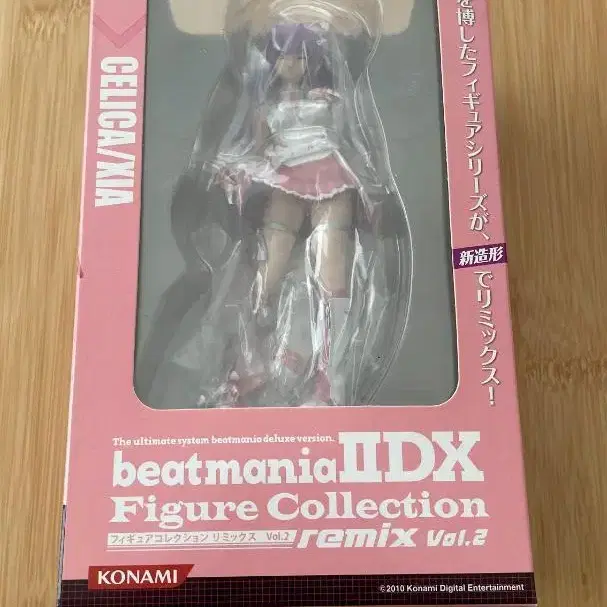 CELICA/XIA
を博したフィギュアシリーズが、
新造形でリミックス!
The ultimate system beatmania deluxe version.
beatmania IIDX
Figure Collection
フィギュアコレクション リミックス Vol.2
remix Vol.2
KONAMI
©2010 Konami Digital Entertainment